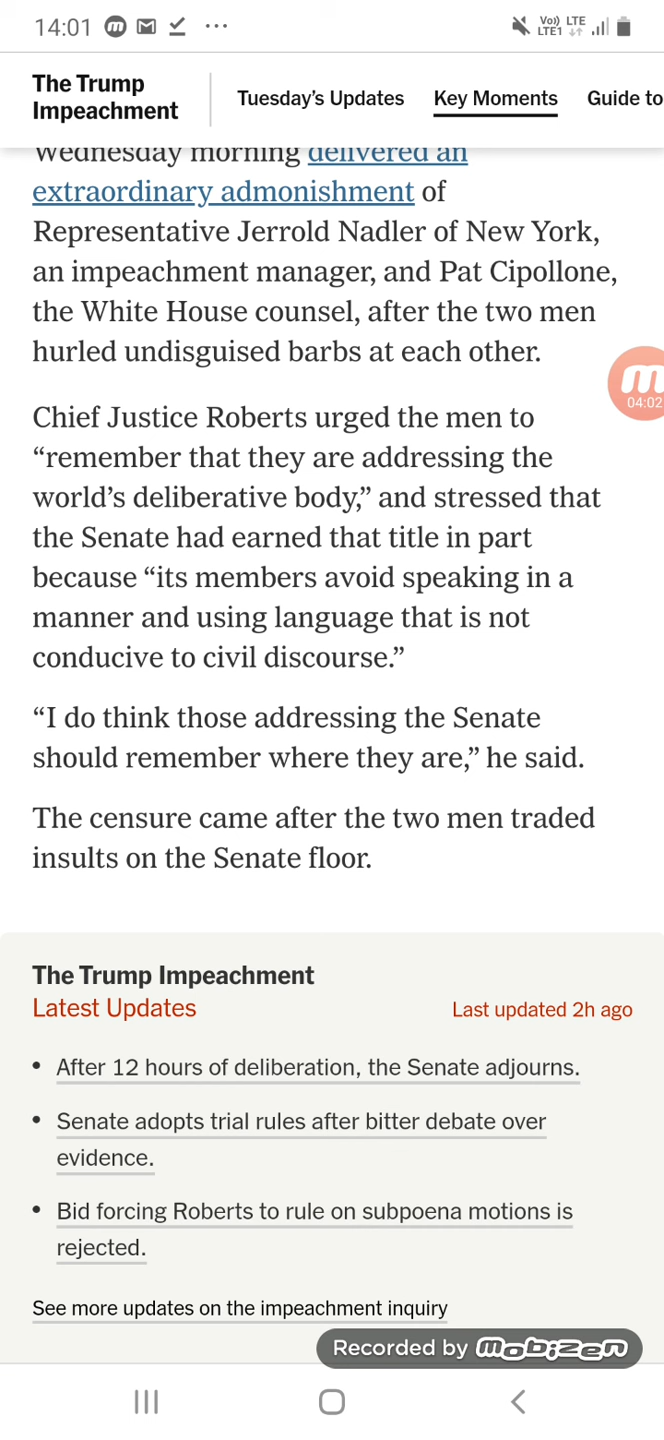 14:01
Vo)) LTE
LTE1
The Trump
Impeachment
Tuesday's Updates
Key Moments
Guide to
Wednesday morning delivered an
extraordinary admonishment of
Representative Jerrold Nadler of New York,
an impeachment manager, and Pat Cipollone,
the White House counsel, after the two men
hurled undisguised barbs at each other.
04:02
Chief Justice Roberts urged the men to
“remember that they are addressing the
world’s deliberative body,” and stressed that
the Senate had earned that title in part
because “its members avoid speaking in a
manner and using language that is not
conducive to civil discourse.”
“I do think those addressing the Senate
should remember where they are,” he said.
The censure came after the two men traded
insults on the Senate floor.
The Trump Impeachment
Latest Updates
Last updated 2h ago
• After 12 hours of deliberation, the Senate adjourns.
• Senate adopts trial rules after bitter debate over
evidence.
• Bid forcing Roberts to rule on subpoena motions is
rejected.
See more updates on the impeachment inquiry
Recorded by mobizen